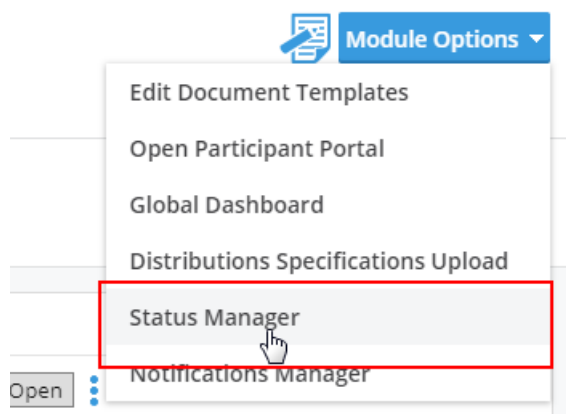 Module Options
Edit Document Templates
Open Participant Portal
Global Dashboard
Distributions Specifications Upload
Status Manager
Notifications Manager
Open